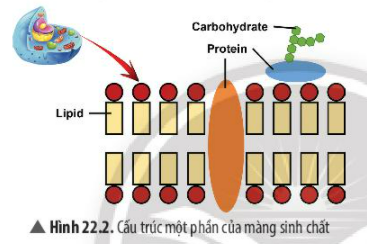 Carbohydrate
Protein
Lipid
▲ Hình 22.2. Cấu trúc một phần của màng sinh chất